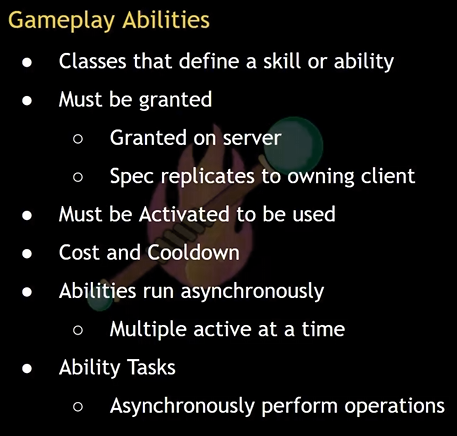 Gameplay Abilities
● Classes that define a skill or ability
● Must be granted
○ Granted on server
○ Spec replicates to owning client
● Must be Activated to be used
● Cost and Cooldown
● Abilities run asynchronously
○ Multiple active at a time
● Ability Tasks
○ Asynchronously perform operations